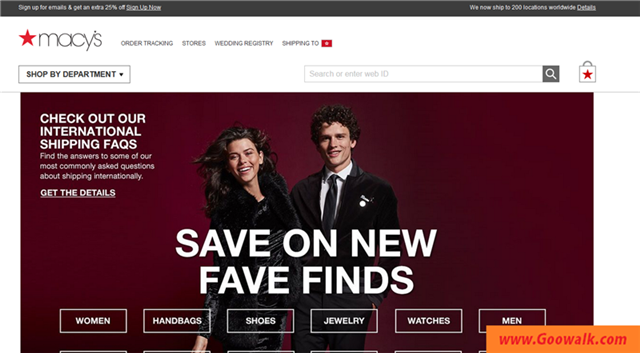 Sign up for emails & get an extra 25% off Sign Up Now
We now ship to 200 locations worldwide Details
macy's
ORDER TRACKING STORES WEDDING REGISTRY SHIPPING TO
SHOP BY DEPARTMENT
Search or enter web ID
CHECK OUT OUR
INTERNATIONAL
SHIPPING FAQS
Find the answers to some of our
most commonly asked questions
about shipping internationally.
GET THE DETAILS
SAVE ON NEW
FAVE FINDS
WOMEN HANDBAGS SHOES JEWELRY WATCHES MEN
www.Goowalk.com